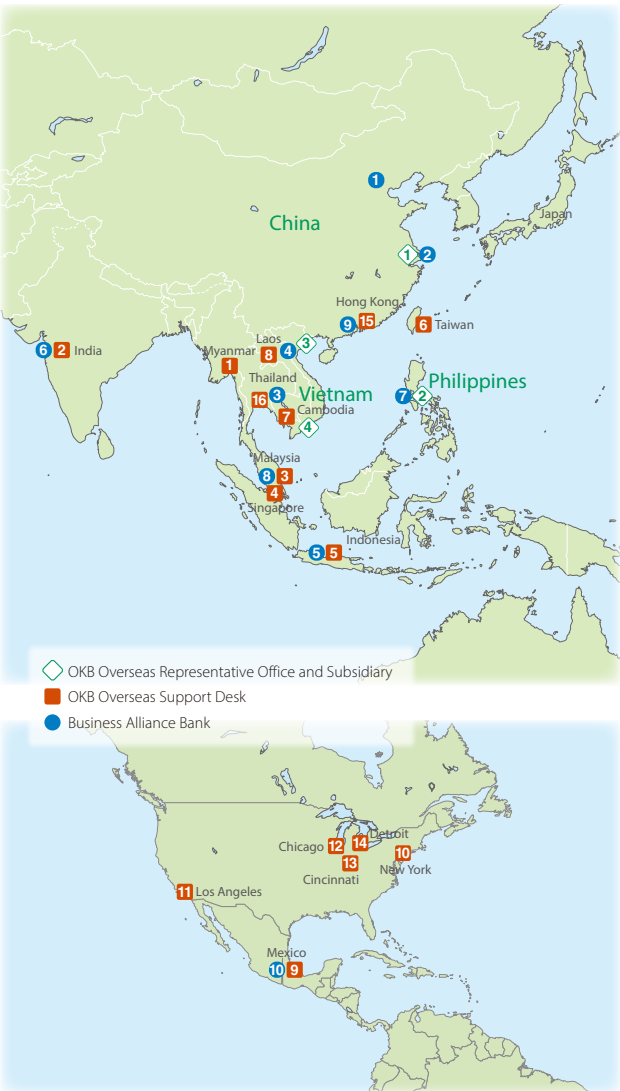 1
China
Japan
1 2
Hong Kong
9 15
6 Taiwan
6 2 India
Laos
3
Myanmar 8 4
1
Thailand
Philippines
16 3 Vietnam
7 2
7 Cambodia
4
Malaysia
8 3
4
Singapore
Indonesia
5 5
OKB Overseas Representative Office and Subsidiary
OKB Overseas Support Desk
Business Alliance Bank
Detroit
Chicago 12 14
10
13 New York
Cincinnati
11 Los Angeles
Mexico
10 9